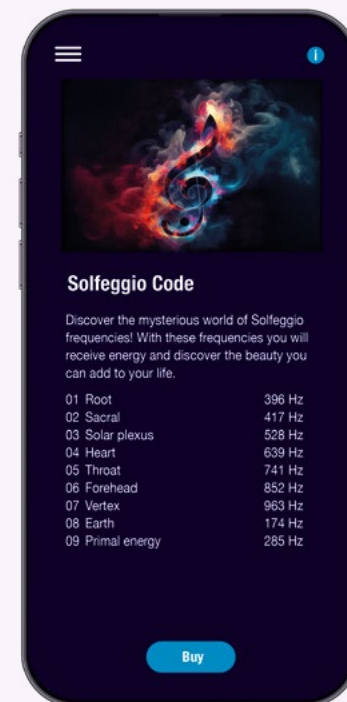 i
Solfeggio Code
Discover the mysterious world of Solfeggio
frequencies! With these frequencies you will
receive energy and discover the beauty you
can add to your life.
01 Root 396 Hz
02 Sacral 417 Hz
03 Solar plexus 528 Hz
04 Heart 639 Hz
05 Throat 741 Hz
06 Forehead 852 Hz
07 Vertex 963 Hz
08 Earth 174 Hz
09 Primal energy 285 Hz
Buy